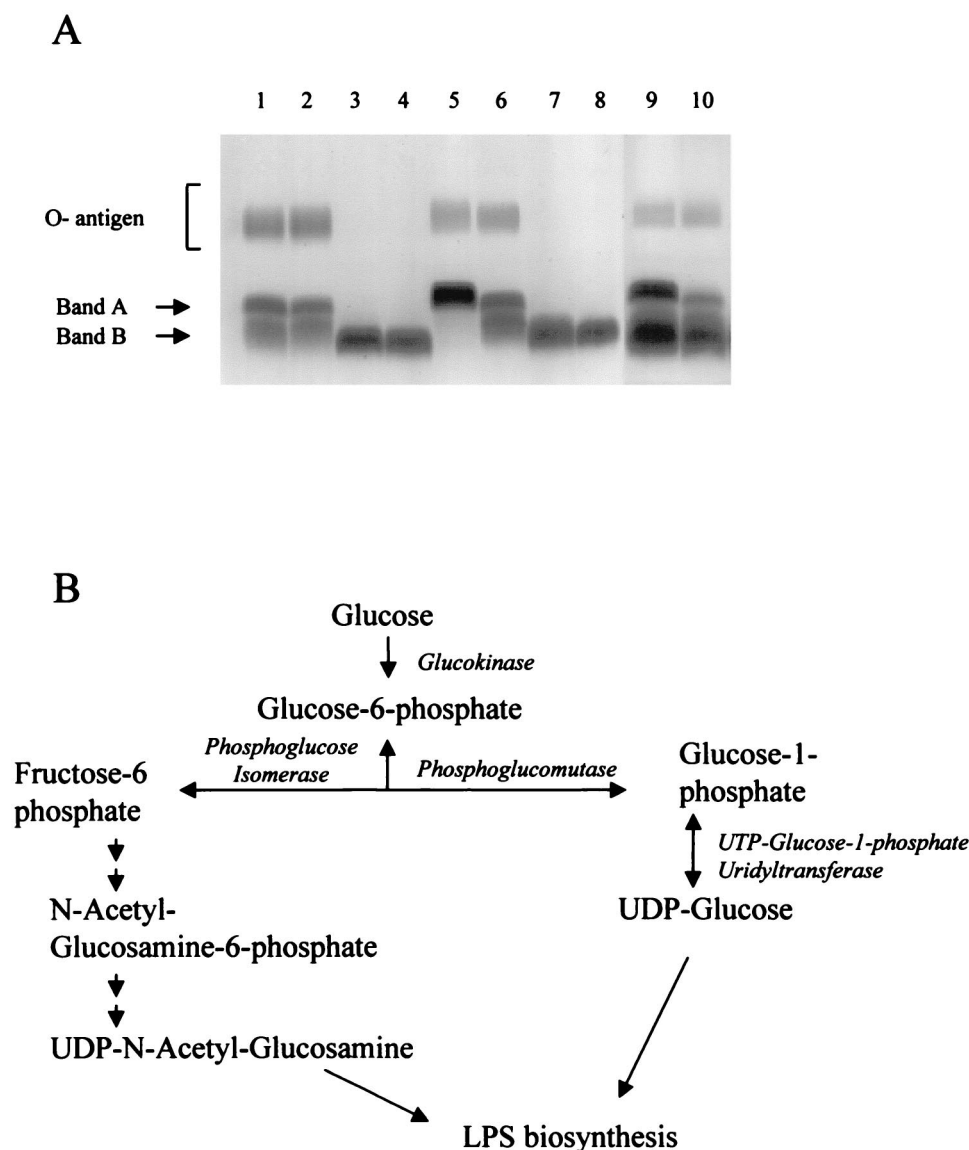 A
1 2 3 4 5 6 7 8 9 10
O- antigen
Band A
Band B
B
Glucose
Glucokinase
Glucose-6-phosphate
Phosphoglucose
Isomerase
Phosphoglucomutase
Fructose-6
phosphate
Glucose-1-
phosphate
UTP-Glucose-1-phosphate
Uridyltransferase
N-Acetyl-
Glucosamine-6-phosphate
UDP-Glucose
UDP-N-Acetyl-Glucosamine
LPS biosynthesis